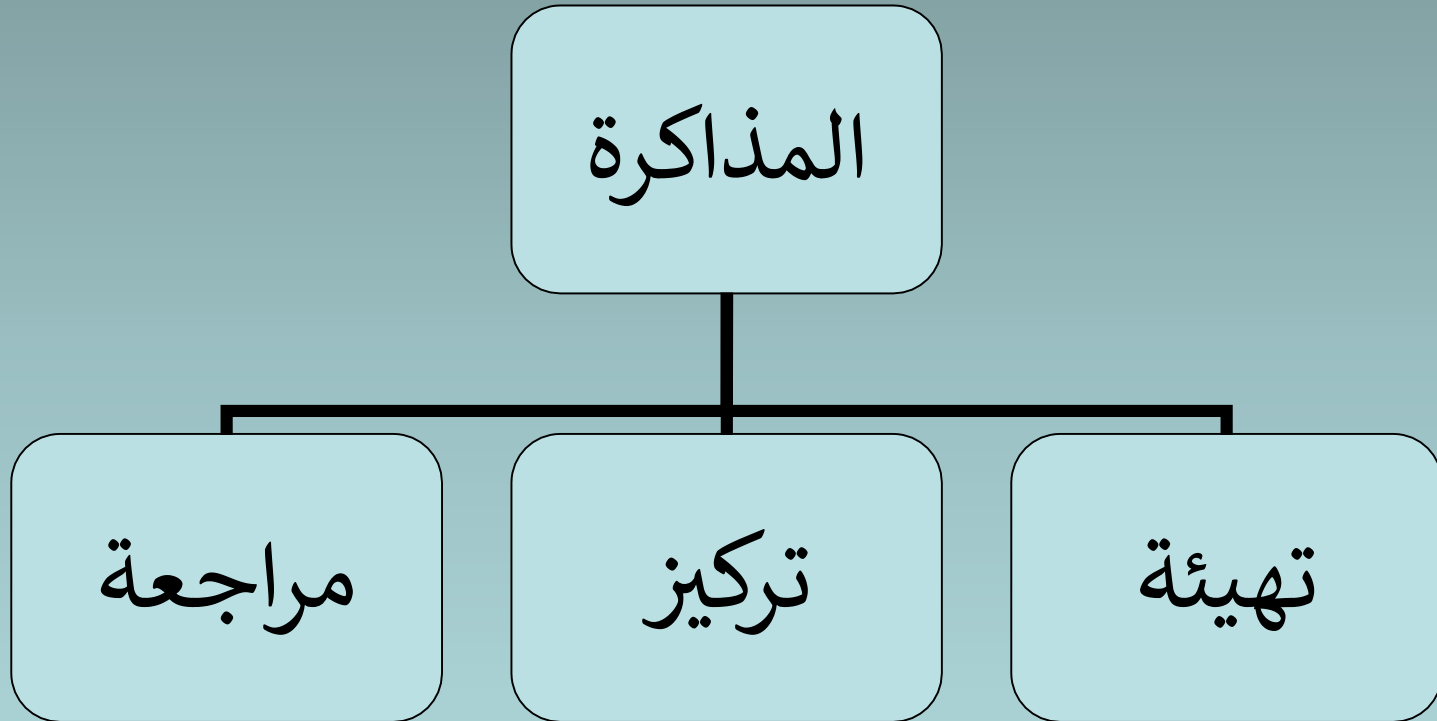 المذاكرة
تهيئة
تركيز
مراجعة